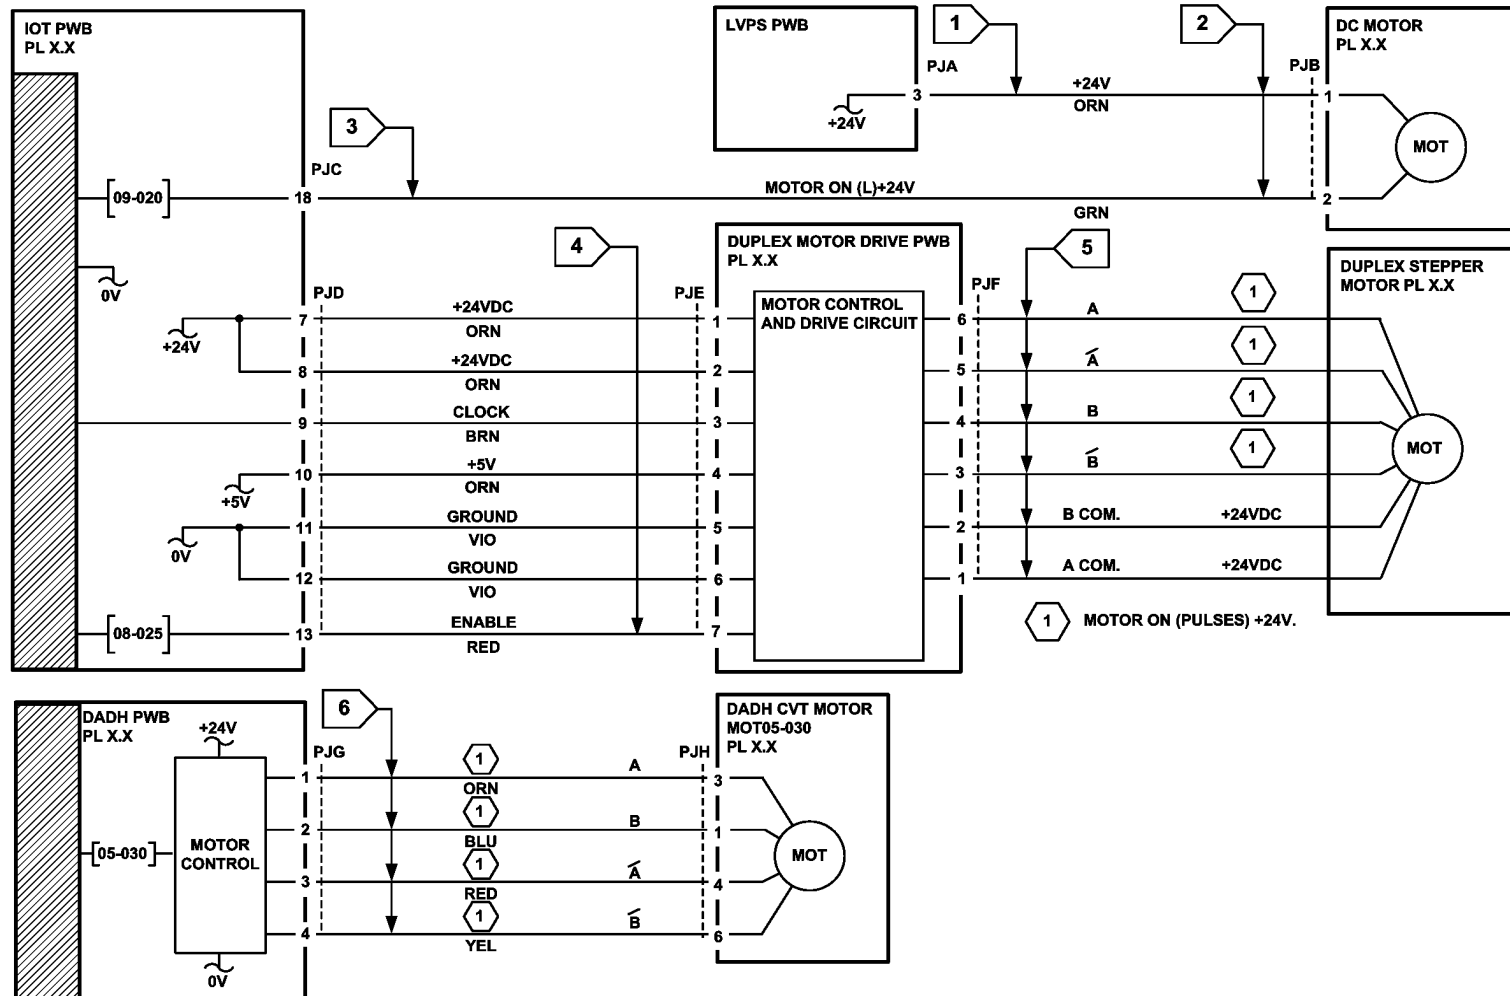 IOT PWB
PL X.X
LVPS PWB
1
2
DC MOTOR
PL X.X
PJA
PJB
3
+24V
ORN
1
+24V
3
MOT
PJC
[09-020]
18
MOTOR ON (L)+24V
2
GRN
0V
4
DUPLEX MOTOR DRIVE PWB
PL X.X
5
DUPLEX STEPPER
MOTOR PL X.X
PJD
PJE
MOTOR CONTROL
AND DRIVE CIRCUIT
PJF
+24V
7
+24VDC
ORN
1
6
A
1
8
+24VDC
ORN
2
5
A̅
1
9
CLOCK
BRN
3
4
B
1
MOT
+5V
10
+5V
ORN
4
3
B̅
1
0V
11
GROUND
VIO
5
2
B COM.
+24VDC
12
GROUND
VIO
6
1
A COM.
+24VDC
[08-025]
13
ENABLE
RED
7
1 MOTOR ON (PULSES) +24V.
DADH PWB
PL X.X
6
DADH CVT MOTOR
MOT05-030
PL X.X
+24V
PJG
PJH
1
1
ORN
A
3
2
1
BLU
B
1
[05-030]
MOTOR
CONTROL
MOT
3
1
RED
A̅
4
4
1
YEL
B̅
6
0V